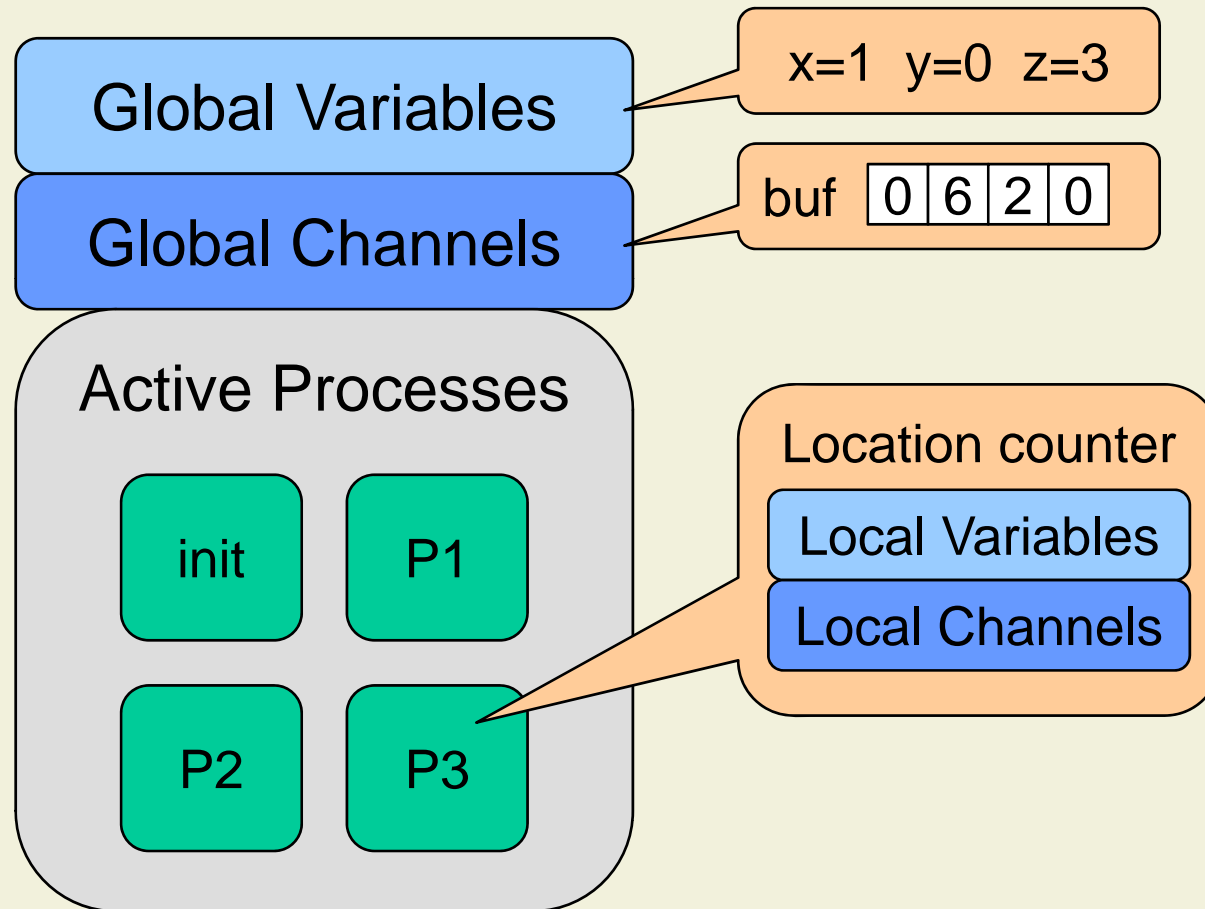 Global Variables
x=1 y=0 z=3
Global Channels
buf 0 6 2 0
Active Processes
init P1
P2 P3
Location counter
Local Variables
Local Channels